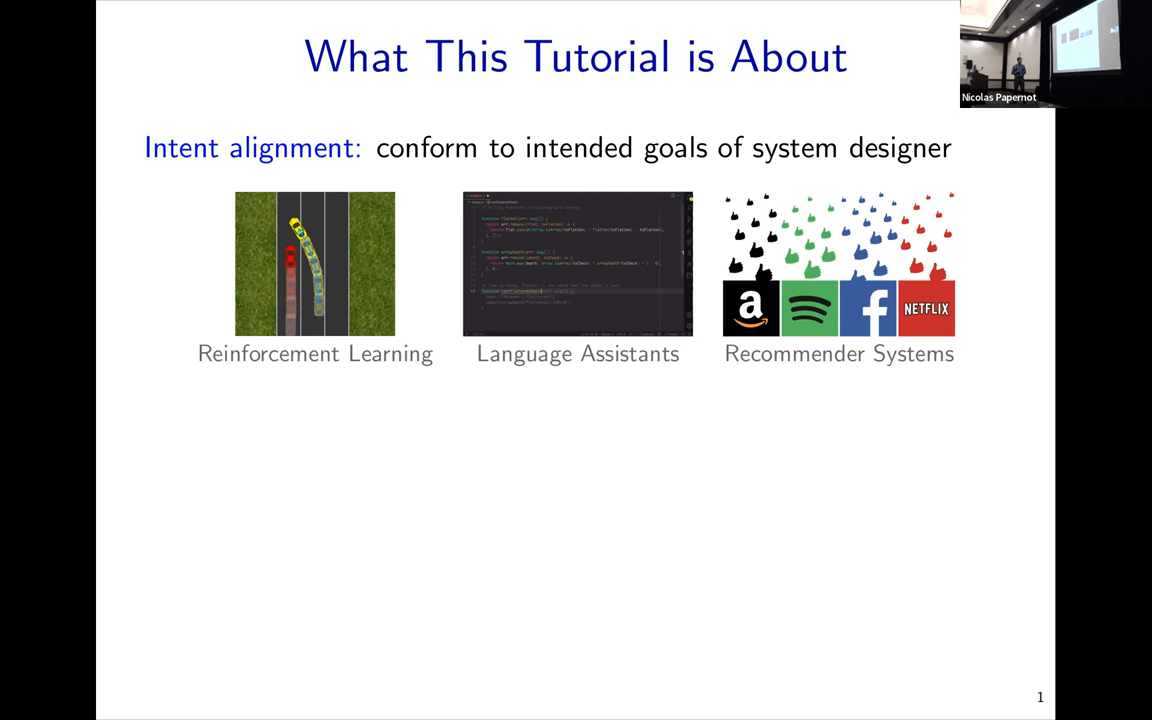 What This Tutorial is About
Nicolas Papernot
Intent alignment: conform to intended goals of system designer
a
NETFLIX
Reinforcement Learning
Language Assistants
Recommender Systems
1